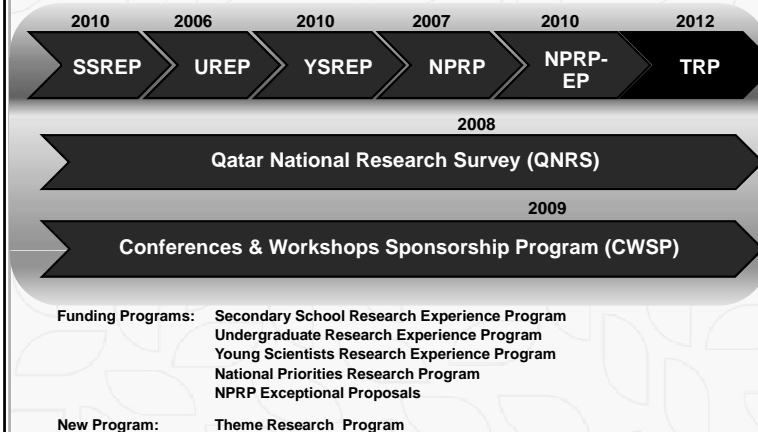 2010 2006 2010 2007 2010 2012
SSREP UREP YSREP NPRP NPRP-
EP TRP
2008
Qatar National Research Survey (QNRS)
2009
Conferences & Workshops Sponsorship Program (CWSP)
Funding Programs: Secondary School Research Experience Program
Undergraduate Research Experience Program
Young Scientists Research Experience Program
National Priorities Research Program
NPRP Exceptional Proposals
New Program: Theme Research Program